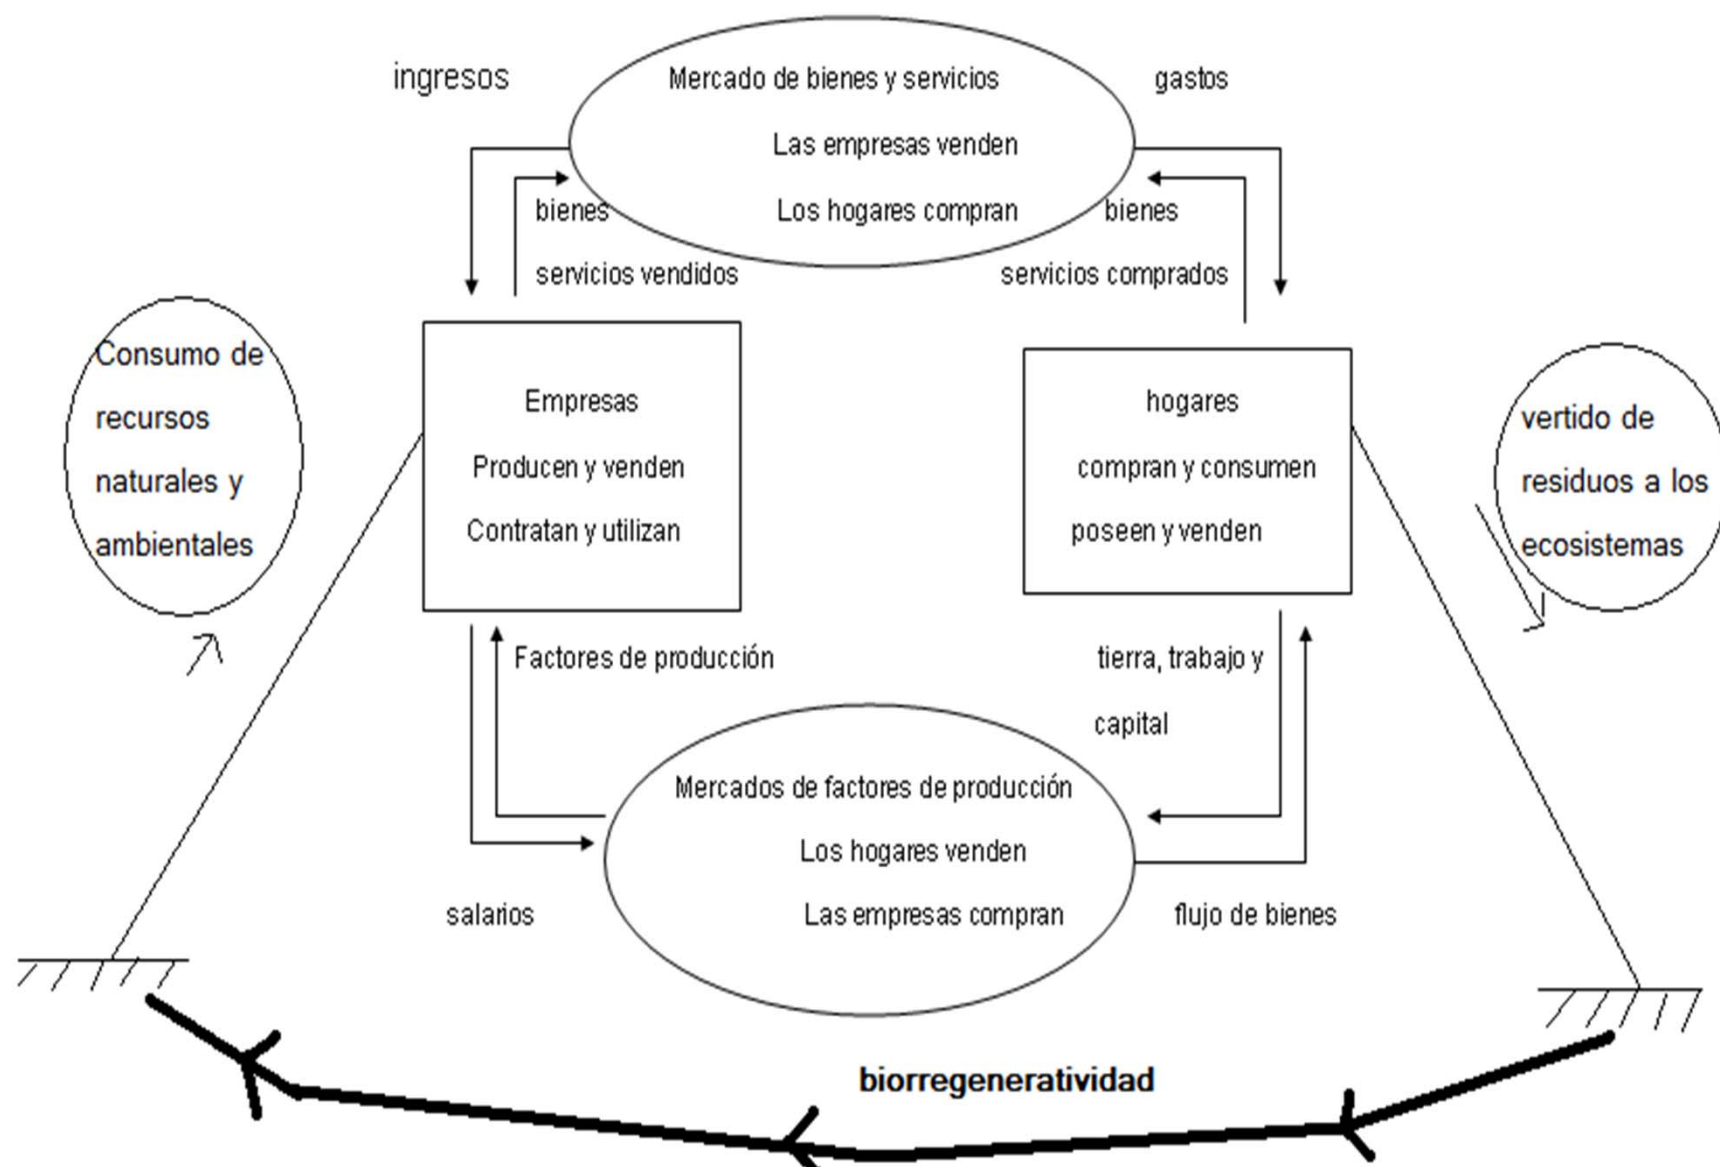 ingresos
Mercado de bienes y servicios
Las empresas venden
Los hogares compran
gastos
bienes
servicios vendidos
bienes
servicios comprados
Consumo de
recursos
naturales y
ambientales
Empresas
Producen y venden
Contratan y utilizan
hogares
compran y consumen
poseen y venden
vertido de
residuos a los
ecosistemas
Factores de producción
tierra, trabajo y
capital
Mercados de factores de producción
Los hogares venden
Las empresas compran
salarios
flujo de bienes
biorregeneratividad